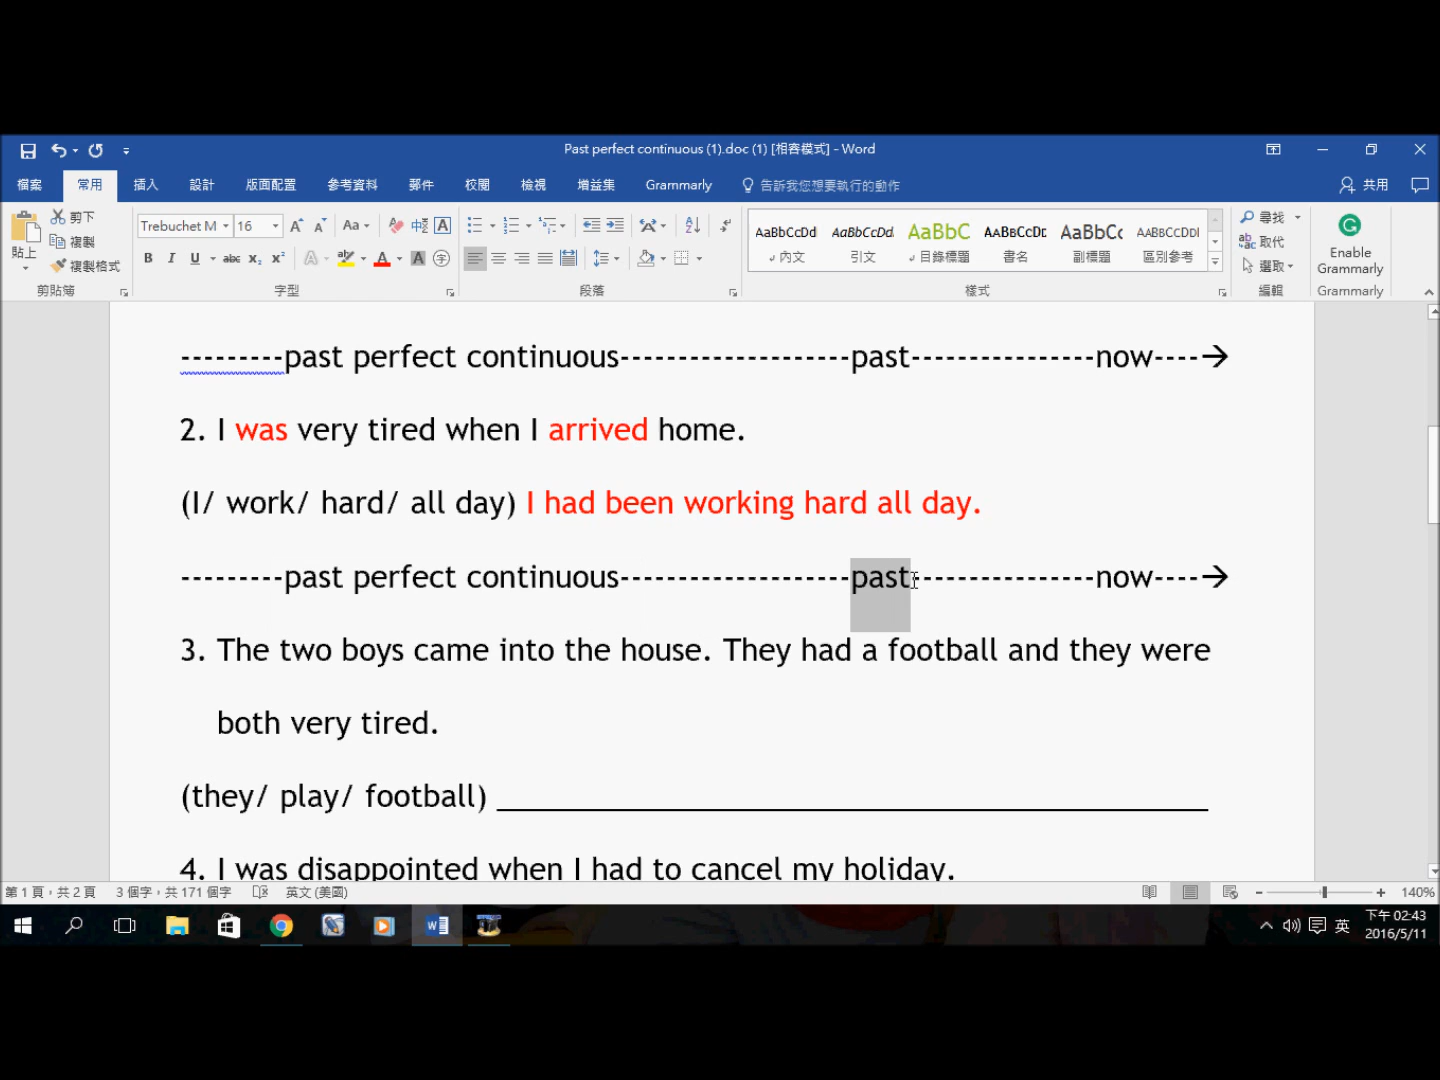 Past perfect continuous (1).doc (1) [相容模式] - Word
檔案 常用 插入 設計 版面配置 參考資料 郵件 校閱 檢視 增益集 Grammarly 告訴我您想要執行的動作 共用
貼上 剪下 複製 複製格式
Trebuchet M 16
AaBbCcDd AaBbCcDd AaBbC AABBCCDD AaBbCc AABBCCDD
內文 引文 目錄標題 書名 副標題 區別參考
尋找 取代 選取
Enable Grammarly
剪貼簿 字型 段落 樣式 編輯 Grammarly
---------past perfect continuous--------------------past----------------now----→
2. I was very tired when I arrived home.
(I/ work/ hard/ all day) I had been working hard all day.
---------past perfect continuous--------------------past----------------now----→
3. The two boys came into the house. They had a football and they were
both very tired.
(they/ play/ football) ____________________________________________
4. I was disappointed when I had to cancel my holiday.
第 1 頁，共 2 頁 3 個字，共 171 個字 英文 (美國) 140%
英 下午 02:43
2016/5/11